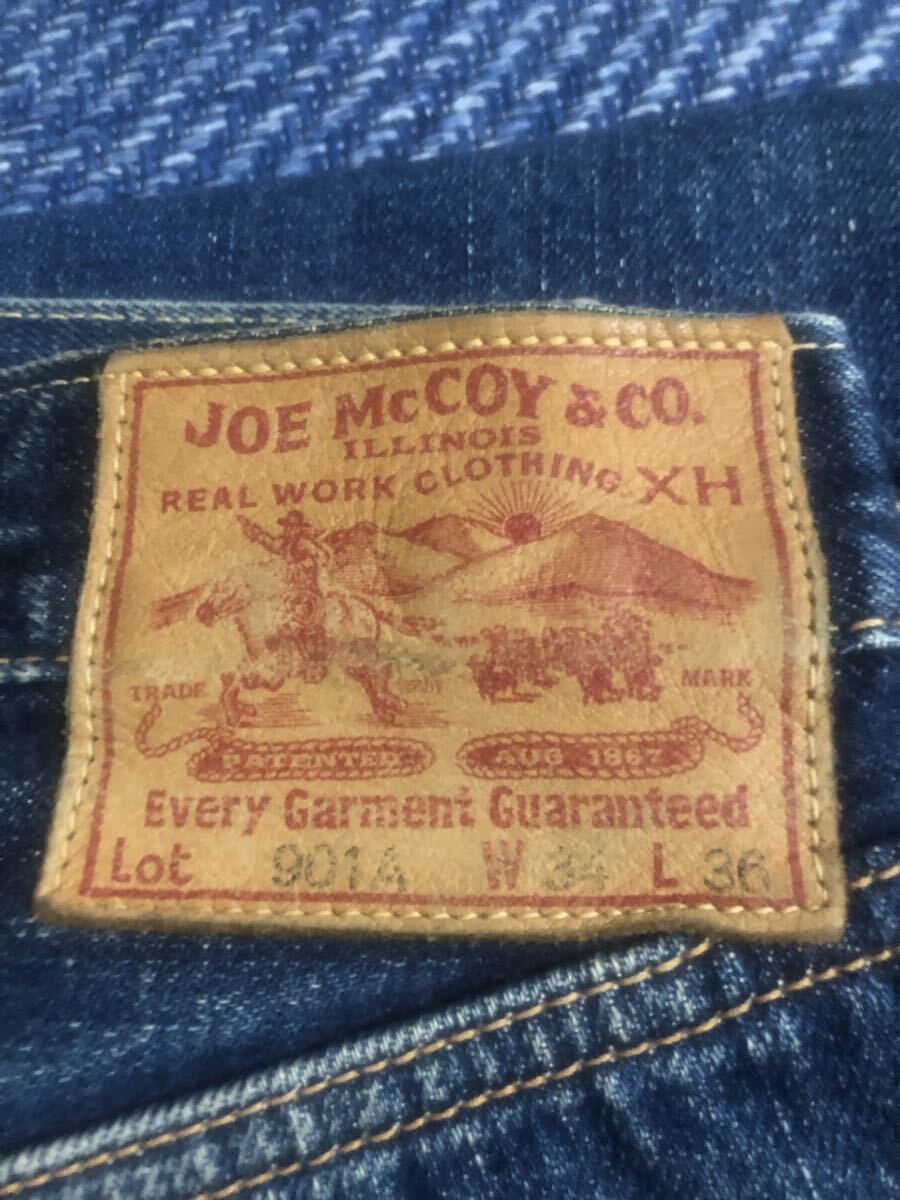 JOE McCOY & CO.
ILLINOIS
REAL WORK CLOTHING. XH
TRADE MARK
PATENTED AUG 1867
Every Garment Guaranteed
Lot 901A W 34 L 36